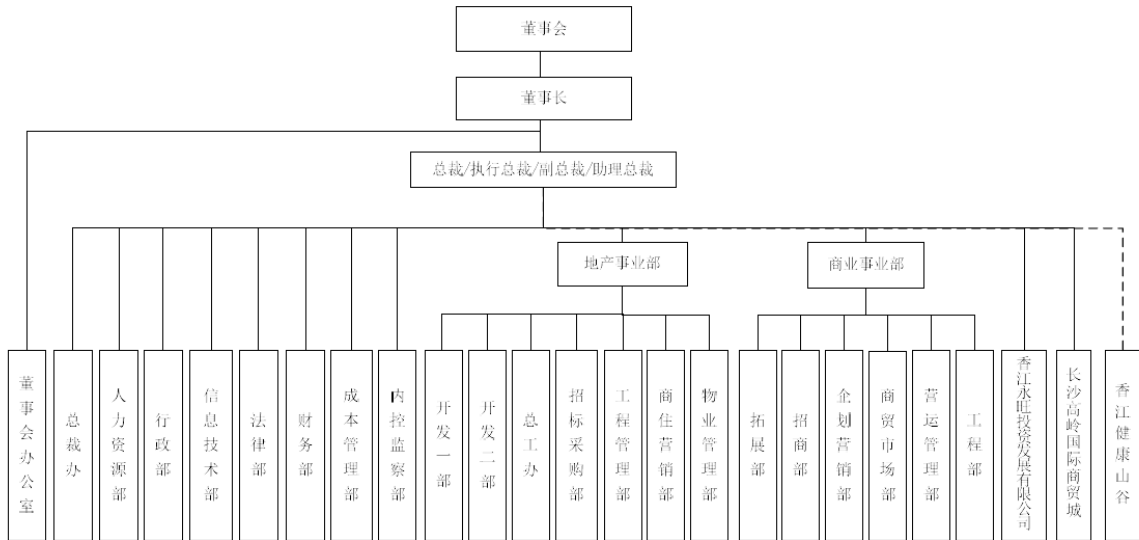 董事会
董事长
总裁/执行总裁/副总裁/助理总裁
地产事业部
商业事业部
董事会办公室
总裁办
人力资源部
行政部
信息技术部
法律部
财务部
成本管理部
内控监察部
开发一部
开发二部
总工办
招标采购部
工程管理部
商住营销部
物业管理部
拓展部
招商部
企划营销部
商贸市场部
营运管理部
工程部
香江永旺投资发展有限公司
长沙高岭国际商贸城
香江健康山谷